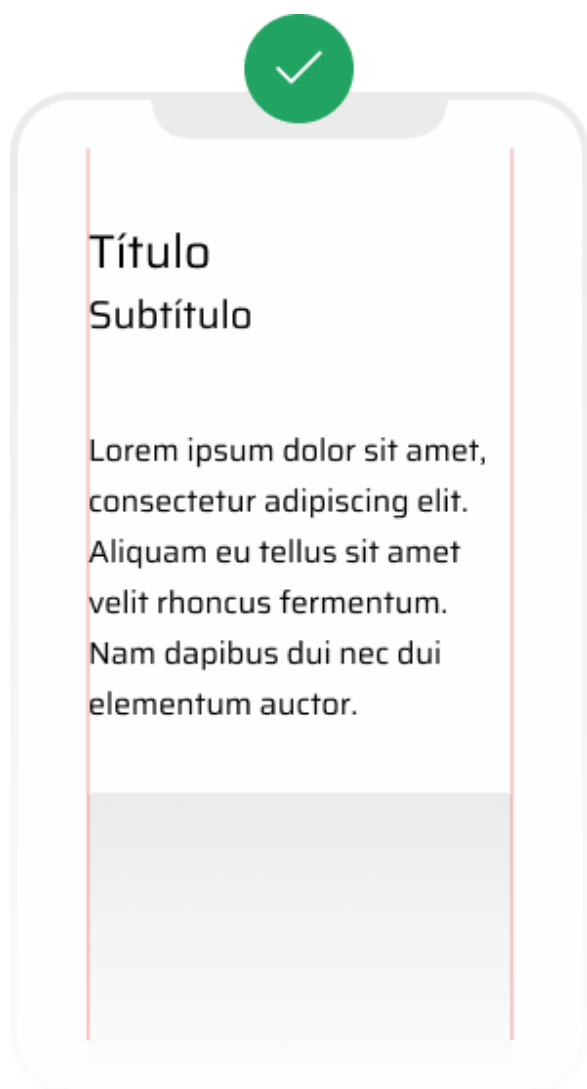 Título
Subtítulo
Lorem ipsum dolor sit amet,
consectetur adipiscing elit.
Aliquam eu tellus sit amet
velit rhoncus fermentum.
Nam dapibus dui nec dui
elementum auctor.